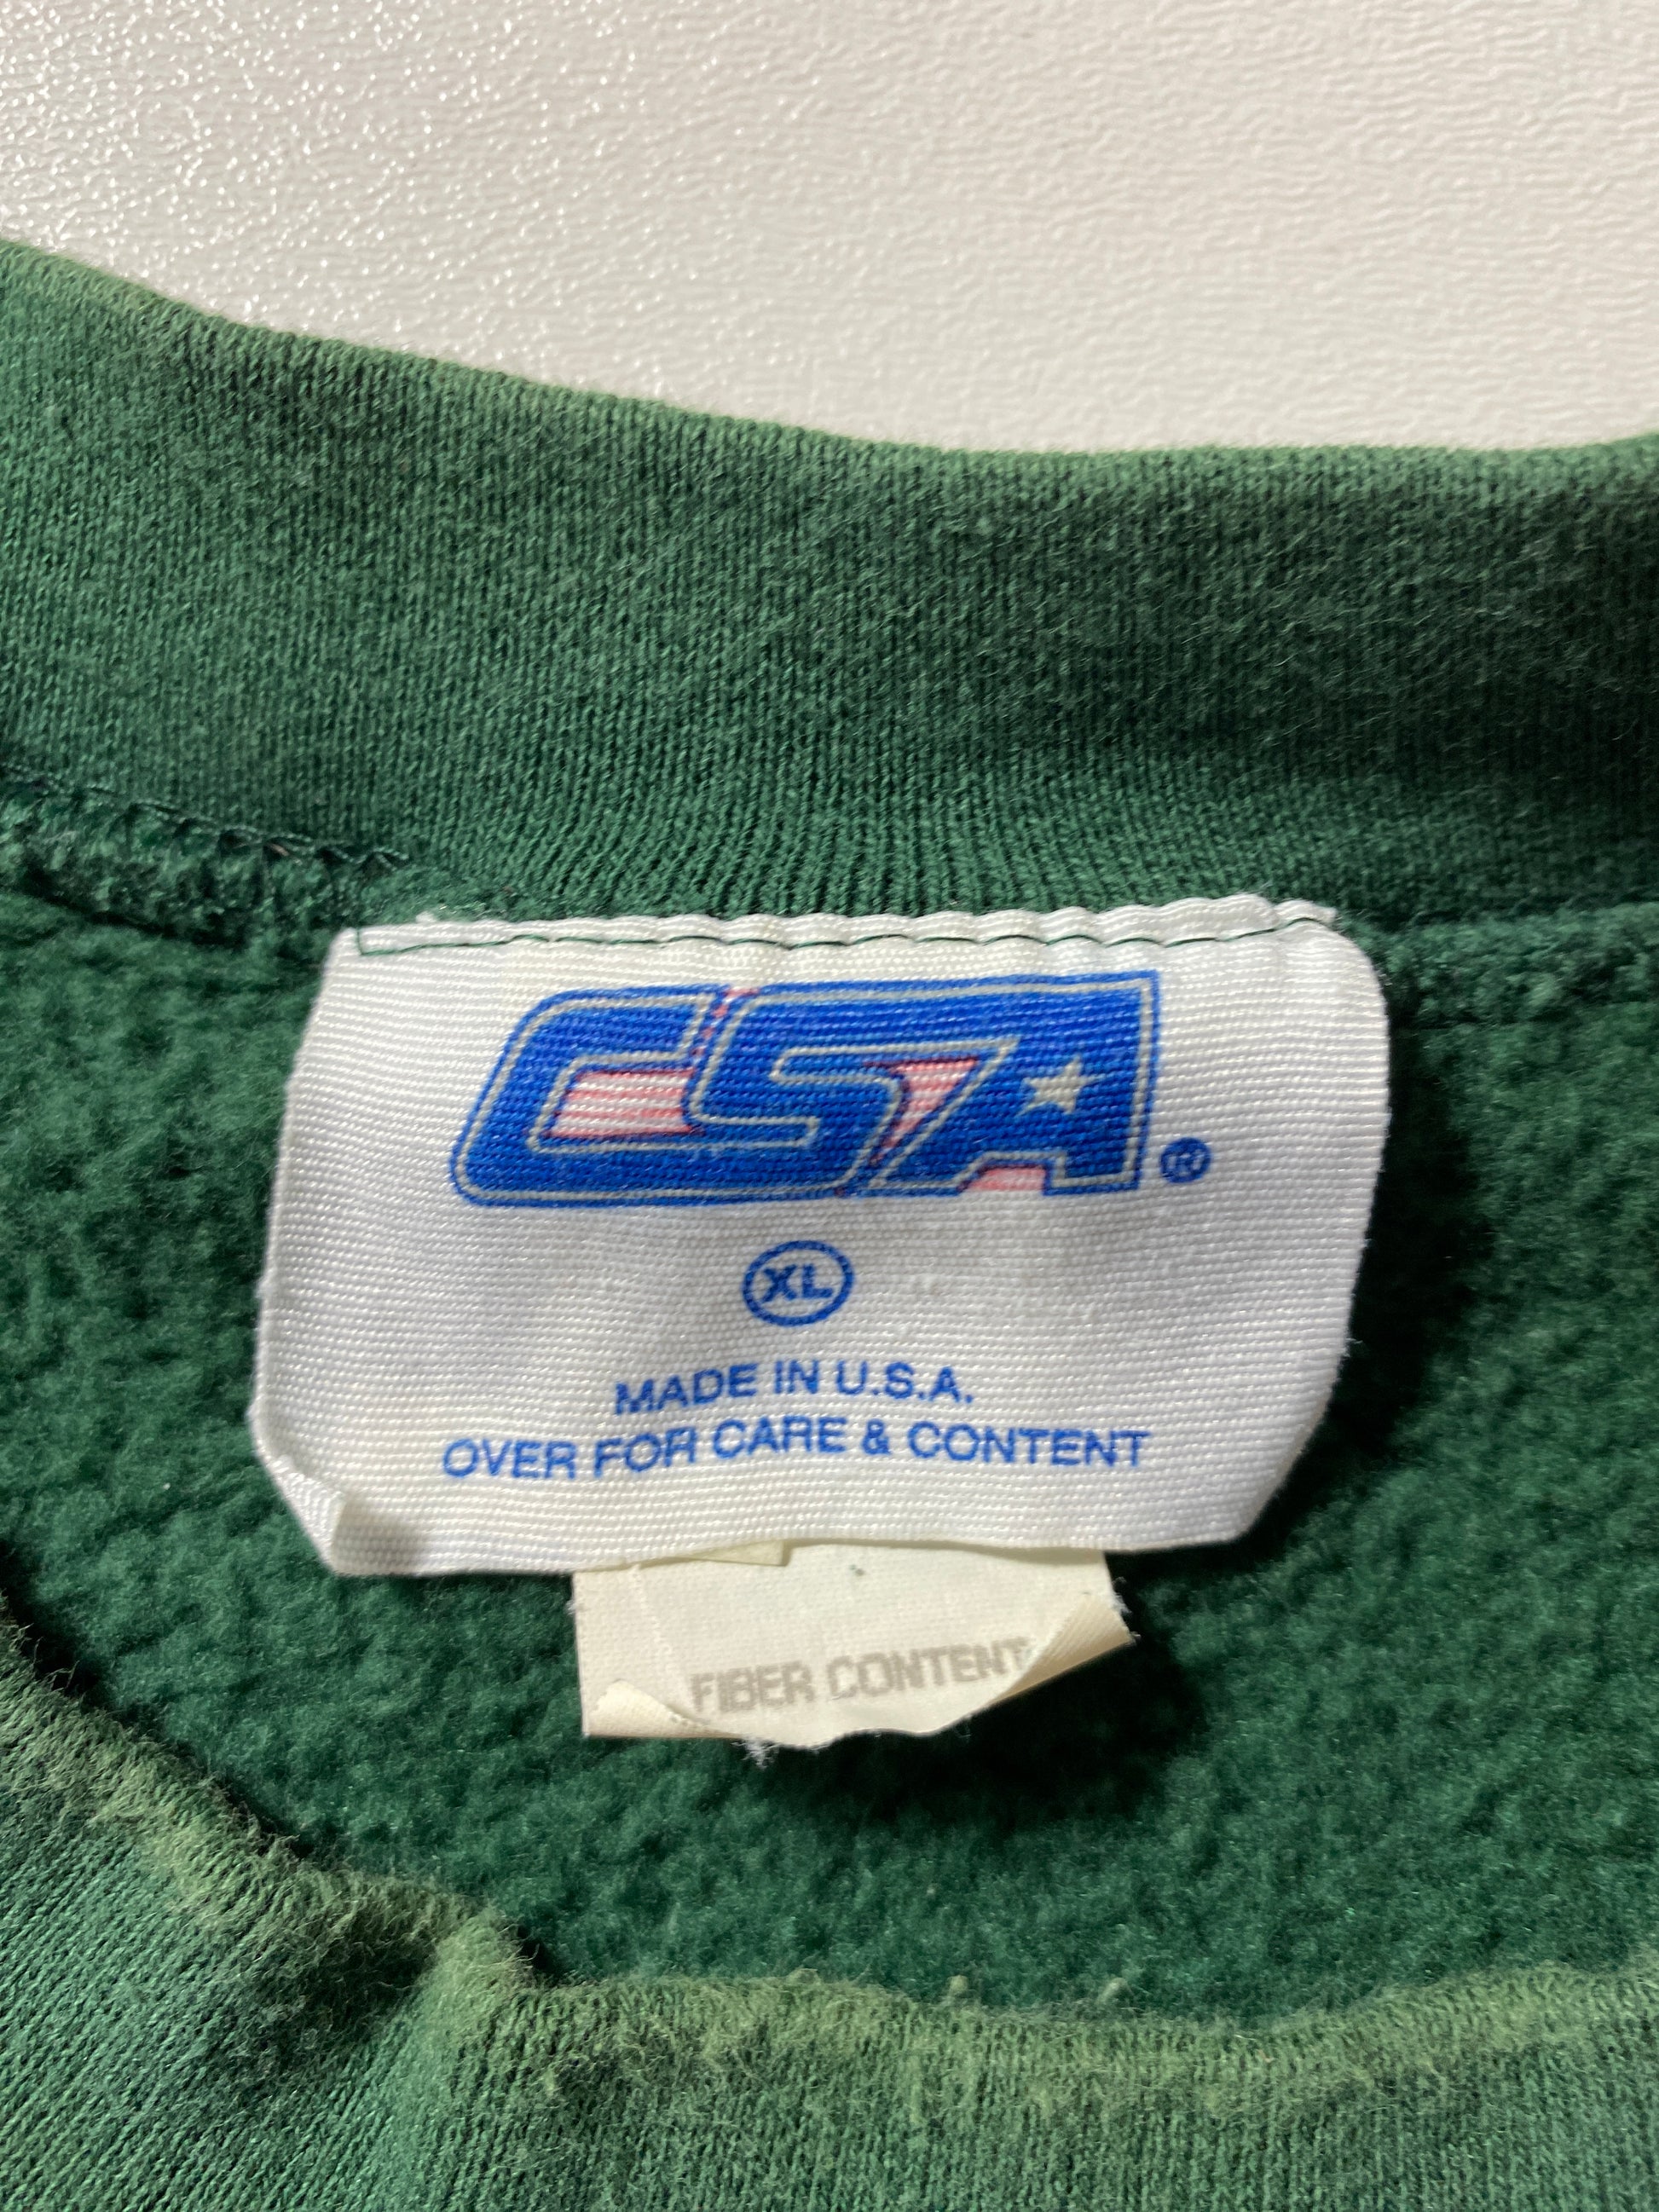 CSA®
XL
MADE IN U.S.A.
OVER FOR CARE & CONTENT
FIBER CONTENT